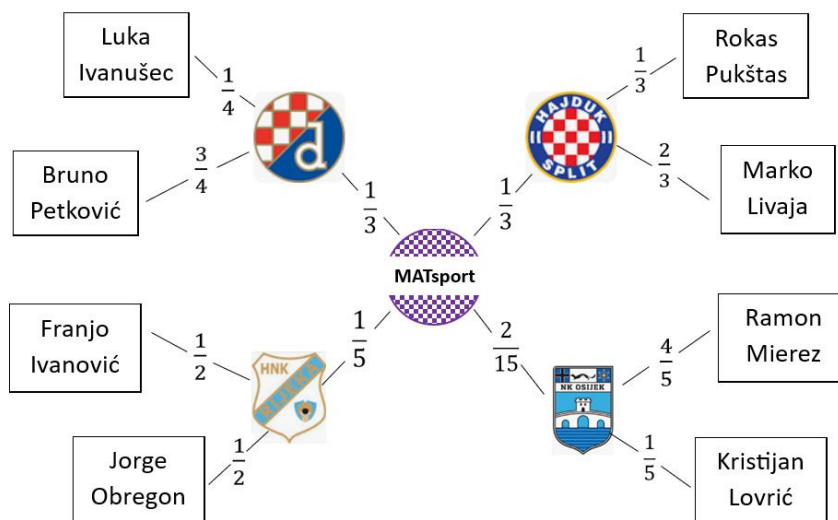 Luka
Ivanušec
1/4
Bruno
Petković
3/4
1/3
Rokas
Pukštas
1/3
HAJDUK
SPLIT
Marko
Livaja
2/3
1/3
MATsport
Franjo
Ivanović
1/2
1/5
HNK
RIJEKA
Jorge
Obregon
1/2
2/15
NK OSIJEK
Ramon
Mierez
4/5
Kristijan
Lovrić
1/5
d